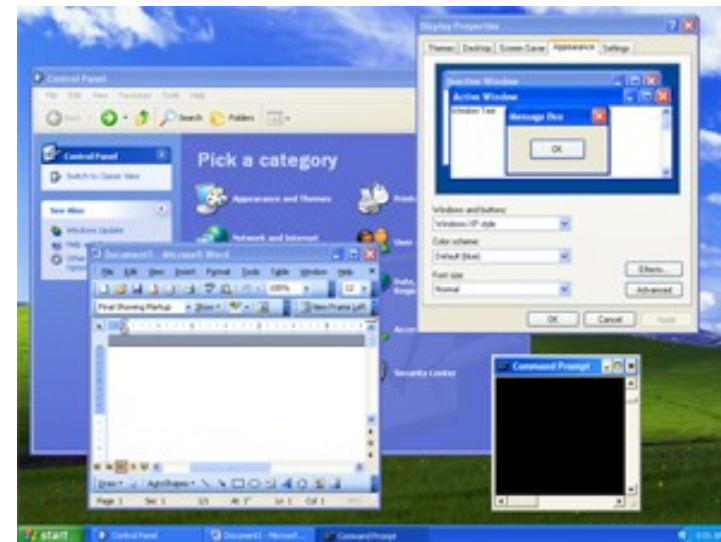 Control Panel
File Edit View Favorites Tools Help
Search Folders
Control Panel
Switch to Classic View
See Also
Windows Update
Pick a category
Appearance and Themes
Network and Internet
Security Center
Display Properties
Themes Desktop Screen Saver Appearance Settings
Inactive Window
Active Window
Window Text
Message Box
OK
Windows and buttons:
Windows XP style
Color scheme:
Default (blue)
Font size:
Normal
Effects...
Advanced
OK Cancel Apply
Document1 - Microsoft Word
File Edit View Insert Format Tools Table Window Help
100% 12
Final Showing Markup Show
New Frame Left
Draw AutoShapes
Page 1 Sec 1 1/1 At 1" Ln 1 Col 1
Command Prompt
start Control Panel Document1 - Microsoft... Command Prompt